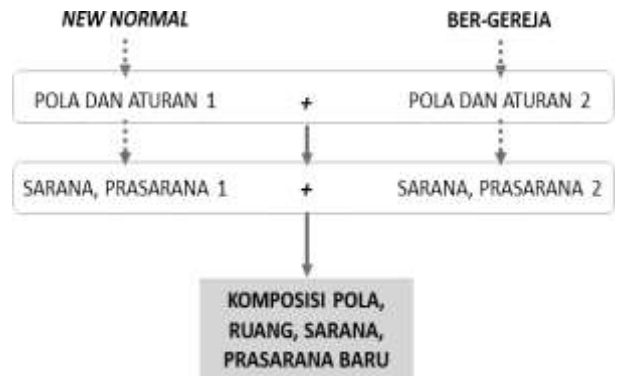 NEW NORMAL BER-GEREJA
POLA DAN ATURAN 1 + POLA DAN ATURAN 2
SARANA, PRASARANA 1 + SARANA, PRASARANA 2
KOMPOSISI POLA,
RUANG, SARANA,
PRASARANA BARU